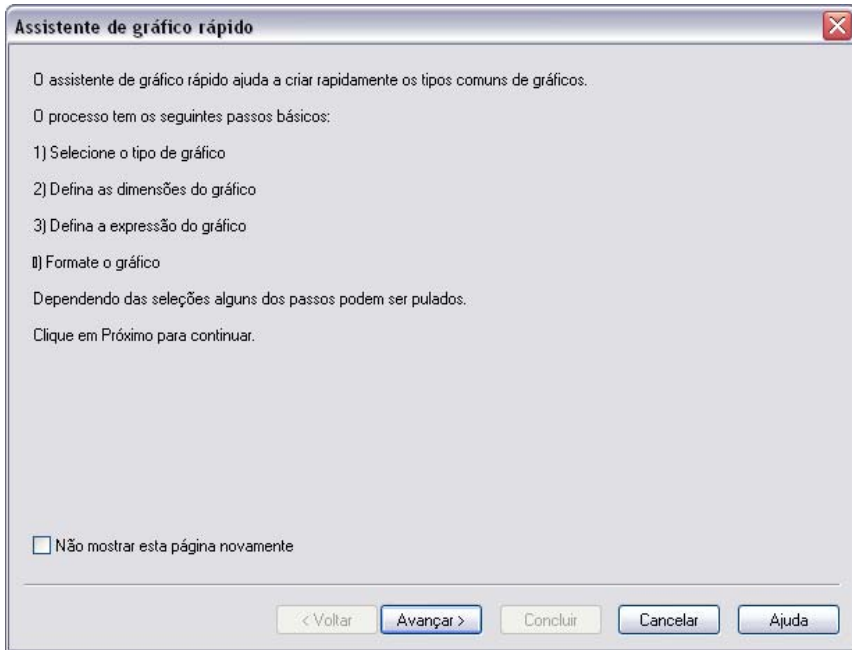 Assistente de gráfico rápido
O assistente de gráfico rápido ajuda a criar rapidamente os tipos comuns de gráficos.
O processo tem os seguintes passos básicos:
1) Selecione o tipo de gráfico
2) Defina as dimensões do gráfico
3) Defina a expressão do gráfico
) Formate o gráfico
Dependendo das seleções alguns dos passos podem ser pulados.
Clique em Próximo para continuar.
Não mostrar esta página novamente
< Voltar
Avançar >
Concluir
Cancelar
Ajuda